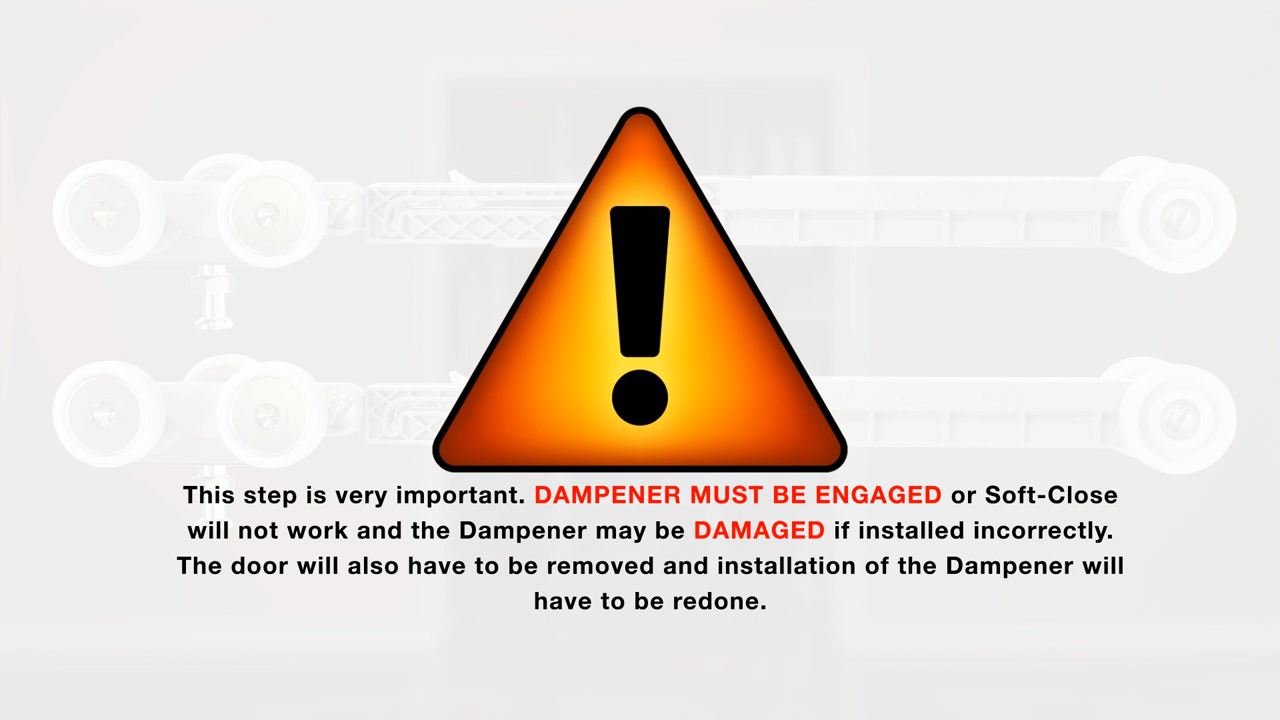 This step is very important. DAMPENER MUST BE ENGAGED or Soft-Close
will not work and the Dampener may be DAMAGED if installed incorrectly.
The door will also have to be removed and installation of the Dampener will
have to be redone.